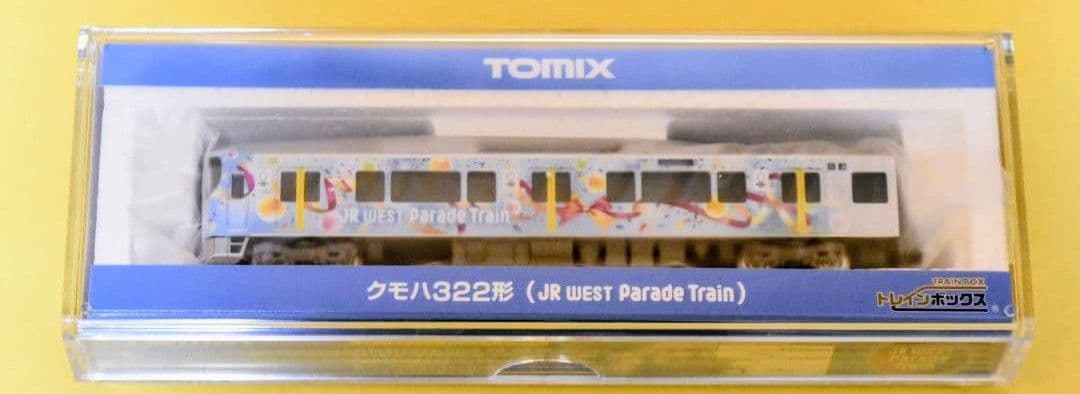 TOMIX
JR WEST Parade Train
クモハ322形 (JR WEST Parade Train)
TRAIN BOX
トレインボックス®